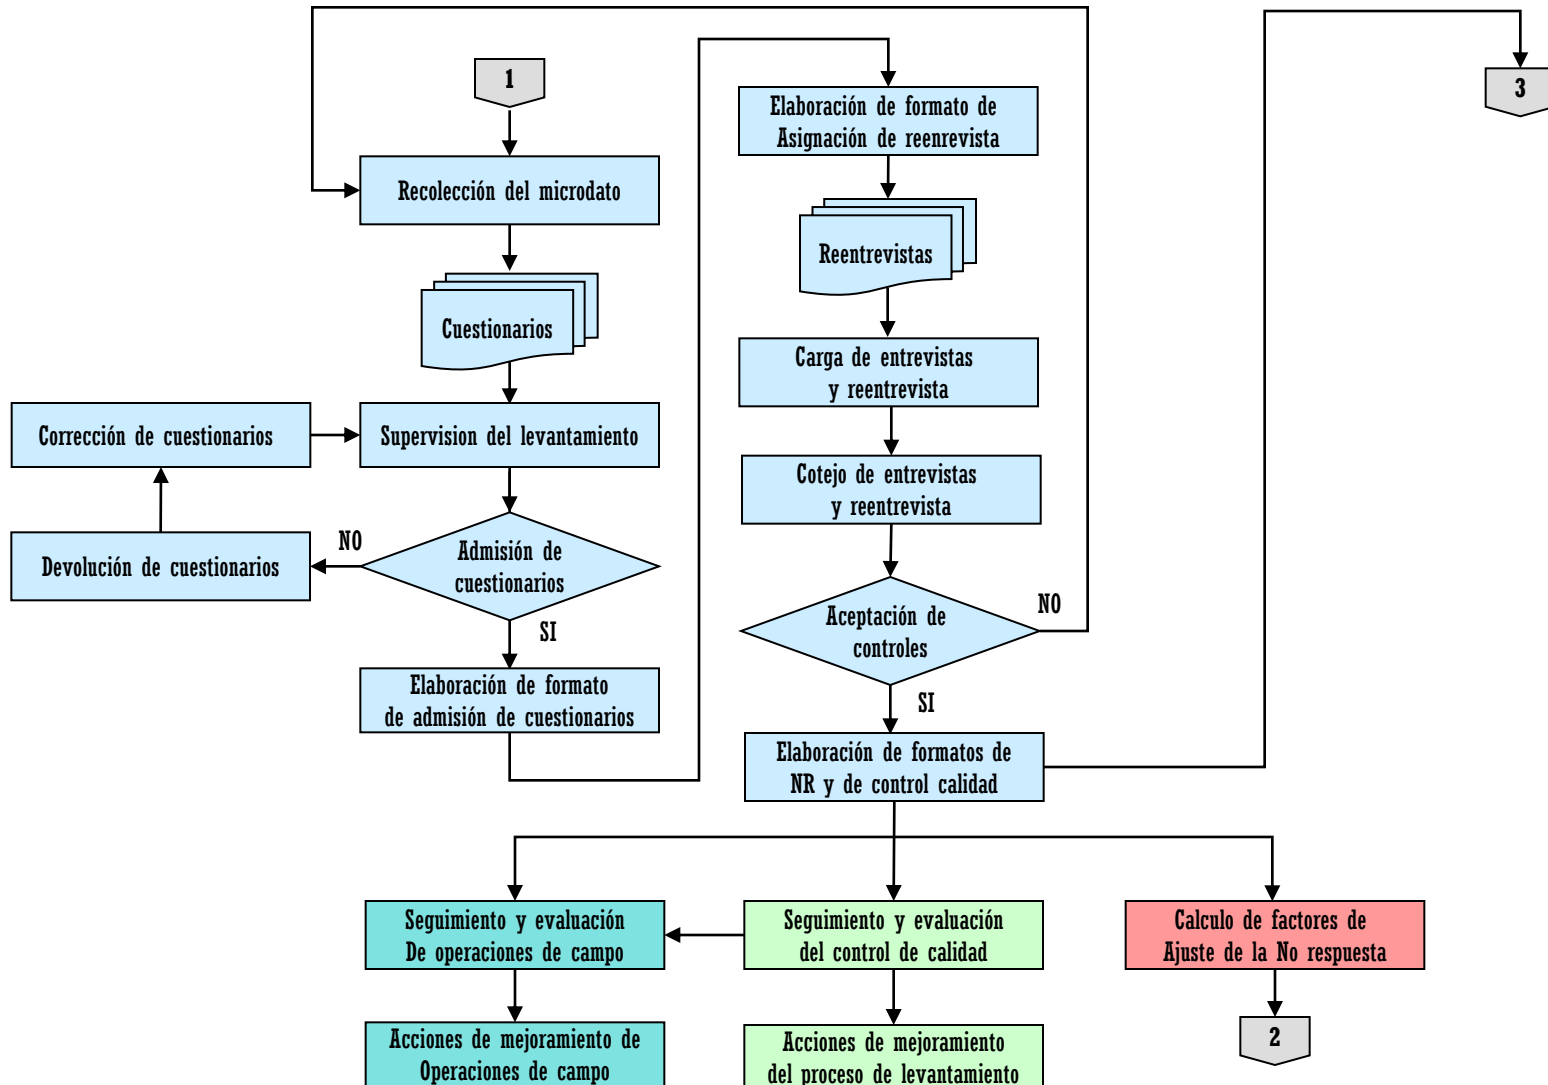 1
Recolección del microdato
Cuestionarios
Corrección de cuestionarios
Supervision del levantamiento
NO
Devolución de cuestionarios
Admisión de
cuestionarios
SI
Elaboración de formato
de admisión de cuestionarios
Elaboración de formato de
Asignación de reenrevista
Reentrevistas
Carga de entrevistas
y reentrevista
Cotejo de entrevistas
y reentrevista
Aceptación de
controles
NO
SI
Elaboración de formatos de
NR y de control calidad
3
Seguimiento y evaluación
De operaciones de campo
Seguimiento y evaluación
del control de calidad
Calculo de factores de
Ajuste de la No respuesta
Acciones de mejoramiento de
Operaciones de campo
Acciones de mejoramiento
del proceso de levantamiento
2